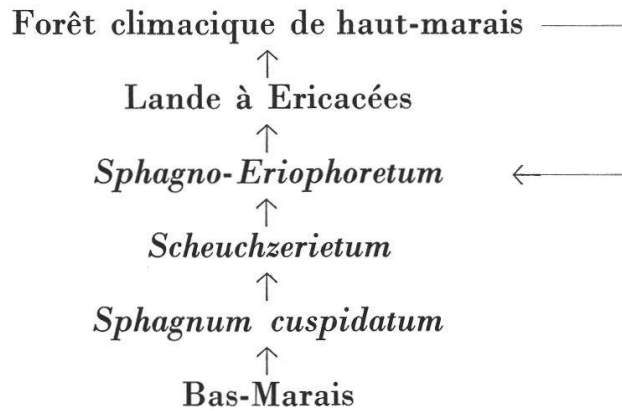 Forêt climacique de haut-marais
Lande à Ericacées
Sphagno-Eriophoretum
Scheuchzerietum
Sphagnum cuspidatum
Bas-Marais